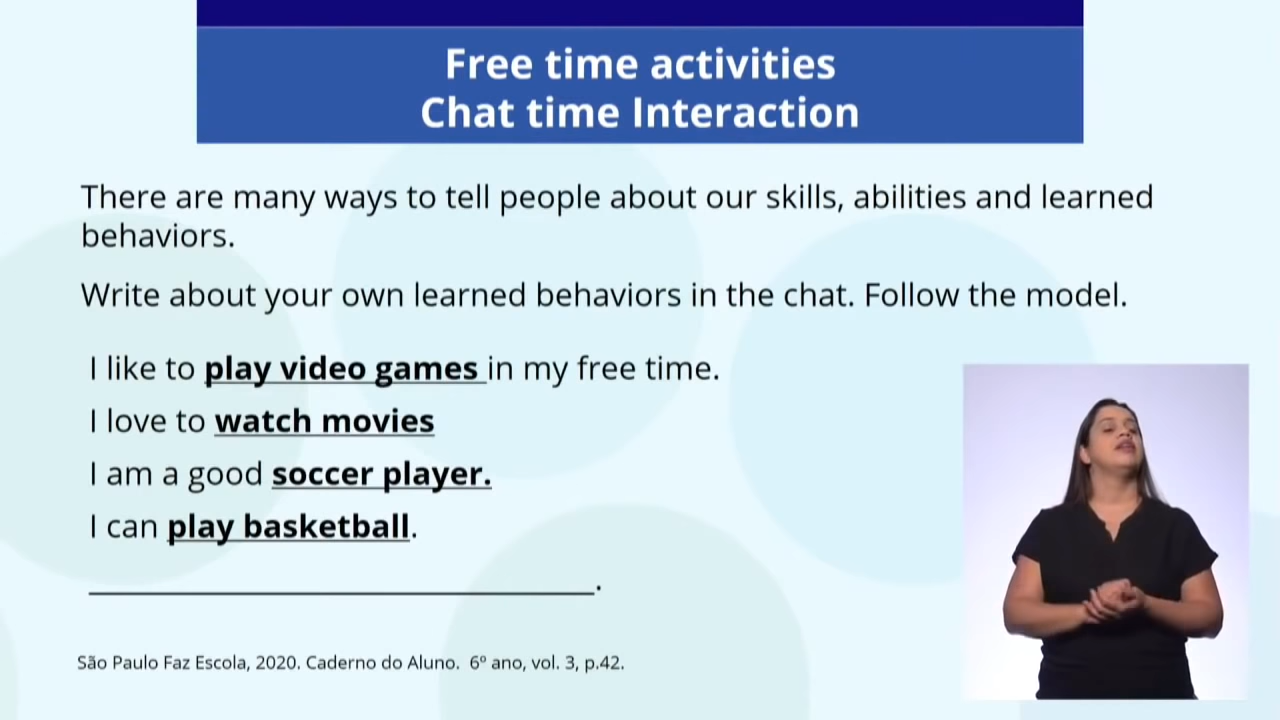 Free time activities
Chat time Interaction
There are many ways to tell people about our skills, abilities and learned
behaviors.
Write about your own learned behaviors in the chat. Follow the model.
I like to play video games in my free time.
I love to watch movies
I am a good soccer player.
I can play basketball.
______________________________.
São Paulo Faz Escola, 2020. Caderno do Aluno. 6º ano, vol. 3, p.42.